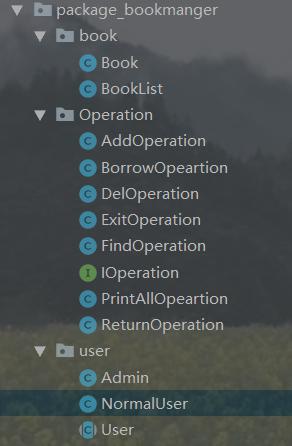 package_bookmanger
book
C Book
C BookList
Operation
C AddOperation
C BorrowOpeartion
C DelOperation
C ExitOperation
C FindOperation
I IOperation
C PrintAllOpeartion
C ReturnOperation
user
C Admin
C NormalUser
C User